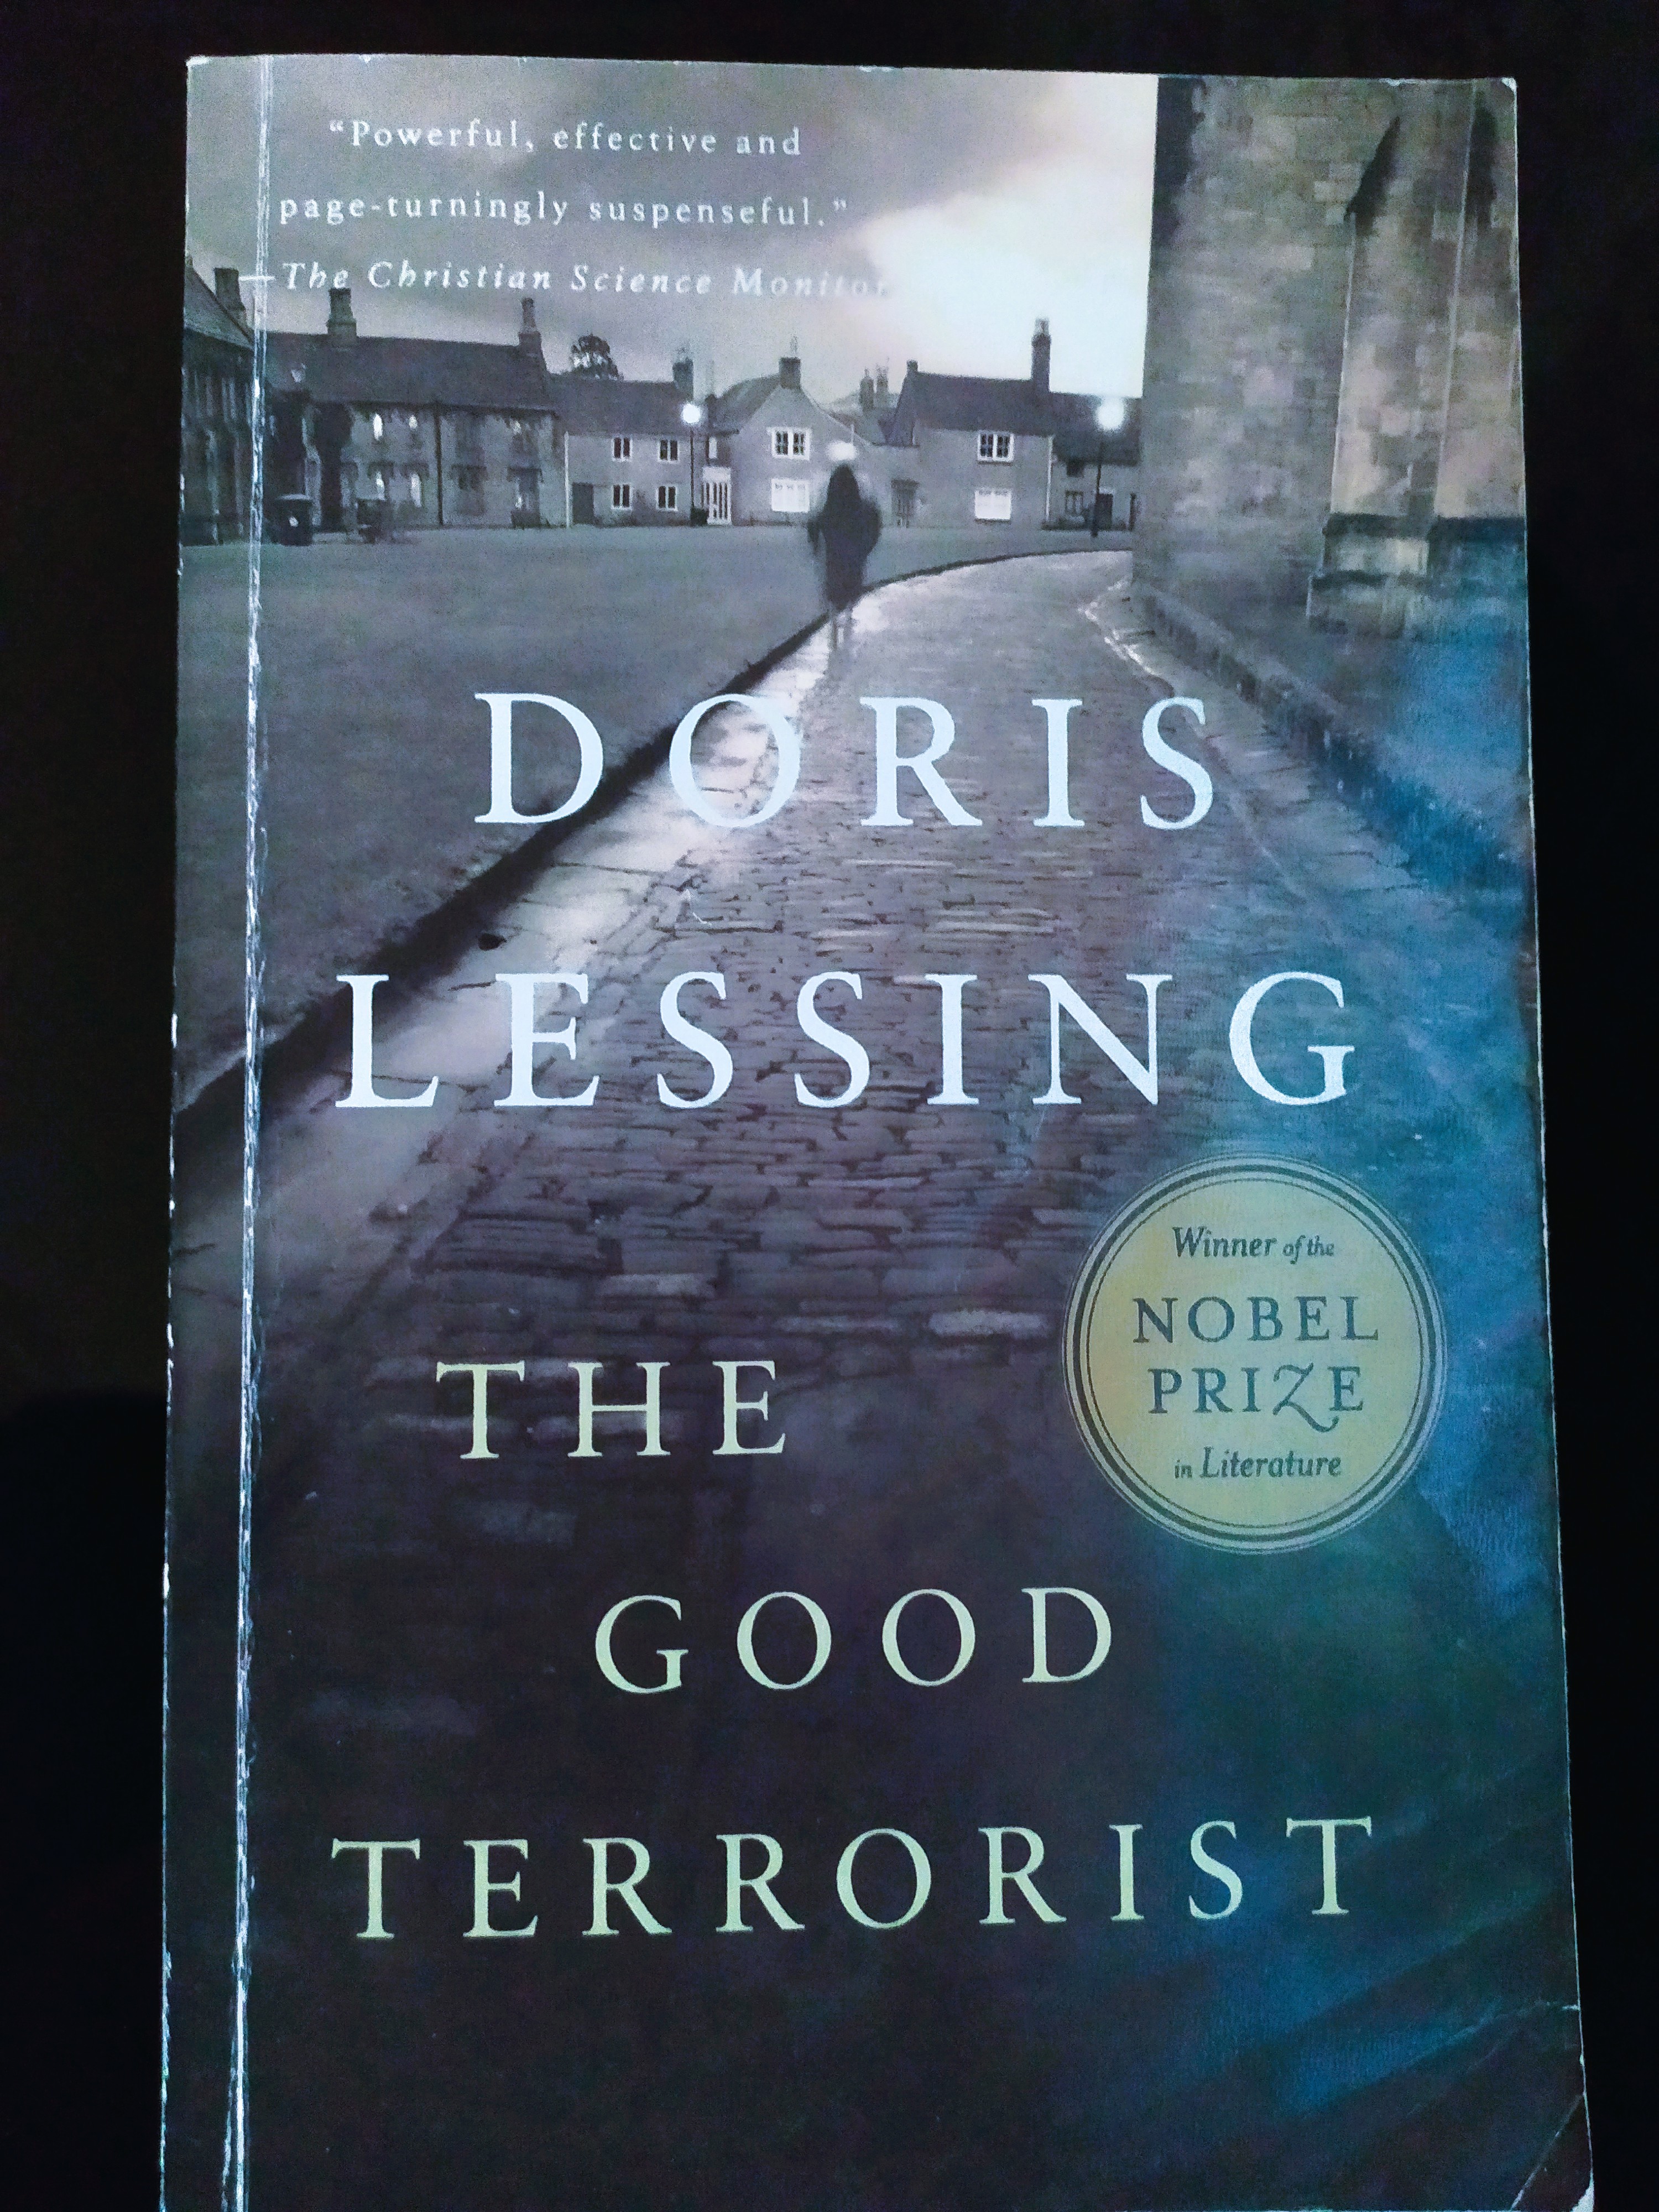 “Powerful, effective and
page-turningly suspenseful.”
—The Christian Science Monitor
DORIS
LESSING
Winner of the
NOBEL
PRIZE
in Literature
THE
GOOD
TERRORIST